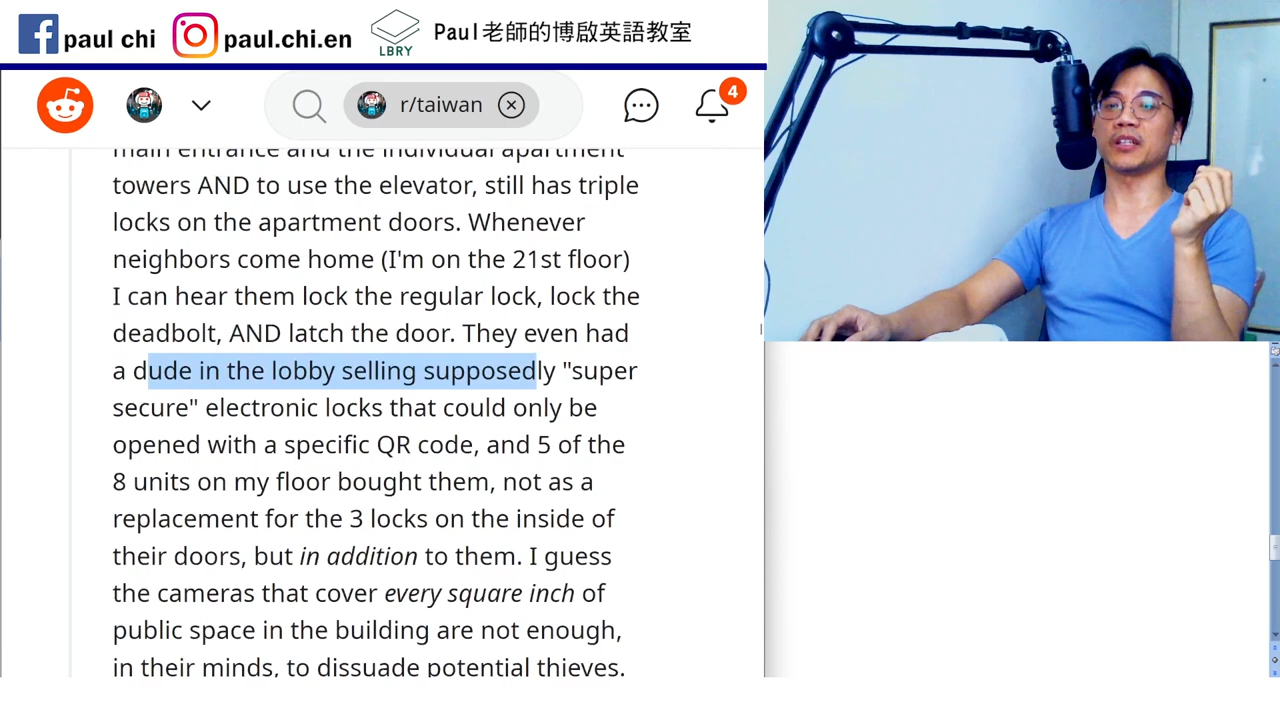 paul chi
paul.chi.en
LBRY
Paul老師的博啟英語教室
r/taiwan
4
main entrance and the individual apartment
towers AND to use the elevator, still has triple
locks on the apartment doors. Whenever
neighbors come home (I'm on the 21st floor)
I can hear them lock the regular lock, lock the
deadbolt, AND latch the door. They even had
a dude in the lobby selling supposedly "super
secure" electronic locks that could only be
opened with a specific QR code, and 5 of the
8 units on my floor bought them, not as a
replacement for the 3 locks on the inside of
their doors, but in addition to them. I guess
the cameras that cover every square inch of
public space in the building are not enough,
in their minds, to dissuade potential thieves.